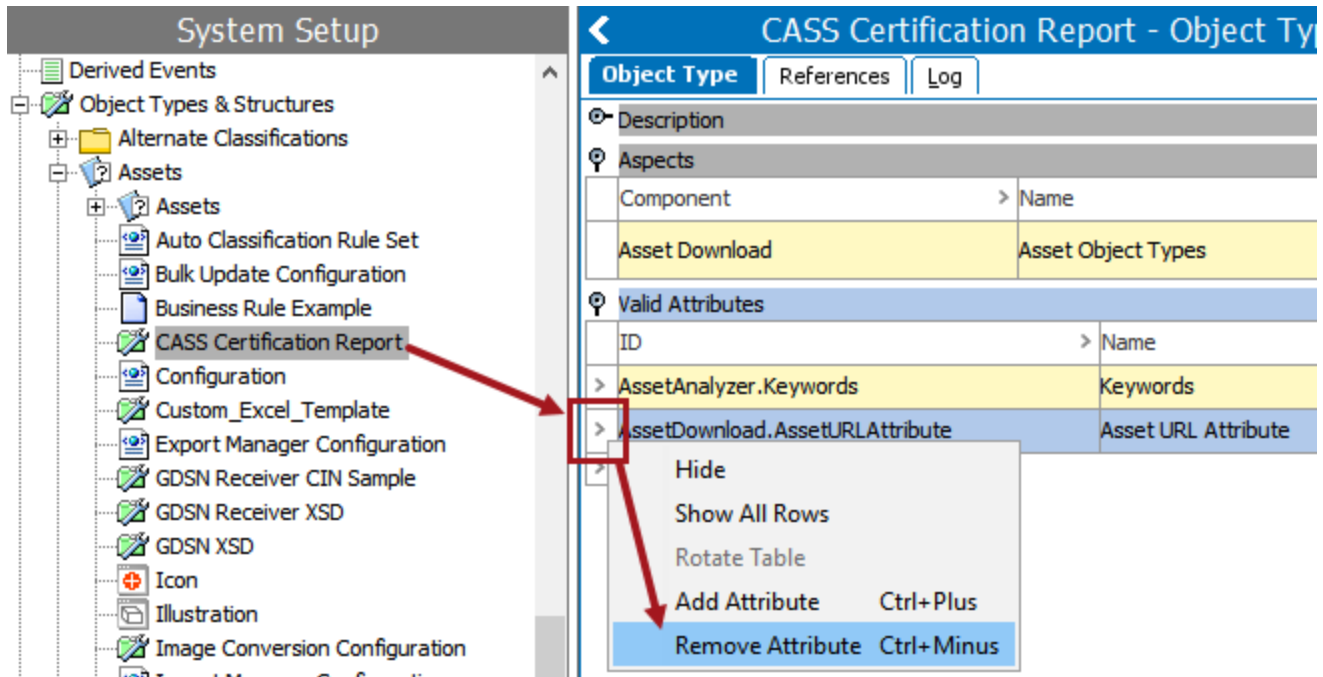 System Setup
Derived Events
Object Types & Structures
Alternate Classifications
Assets
Assets
Auto Classification Rule Set
Bulk Update Configuration
Business Rule Example
CASS Certification Report
Configuration
Custom_Excel_Template
Export Manager Configuration
GDSN Receiver CIN Sample
GDSN Receiver XSD
GDSN XSD
Icon
Illustration
Image Conversion Configuration
CASS Certification Report - Object Ty
Object Type References Log
Description
Aspects
Component > Name
Asset Download Asset Object Types
Valid Attributes
ID > Name
> AssetAnalyzer.Keywords Keywords
> AssetDownload.AssetURLAttribute Asset URL Attribute
>
Hide
Show All Rows
Rotate Table
Add Attribute Ctrl+Plus
Remove Attribute Ctrl+Minus